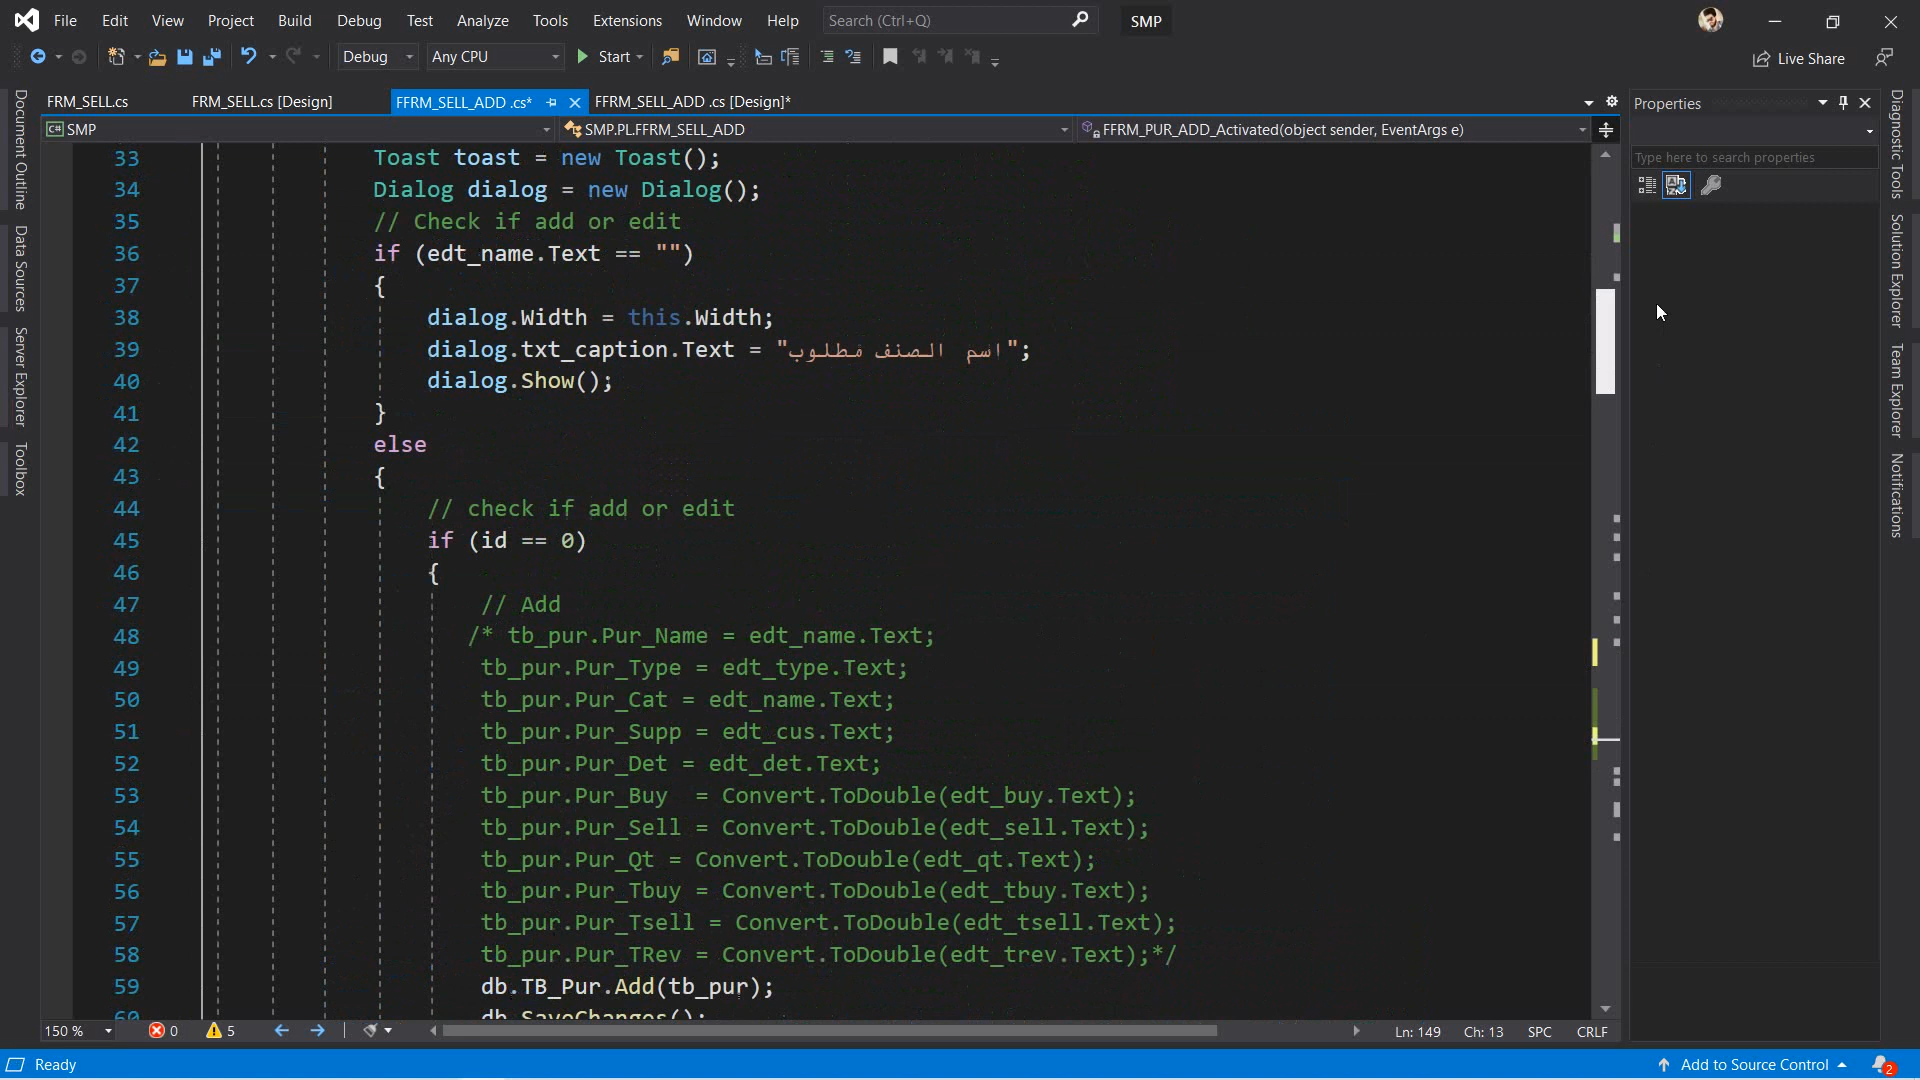 File Edit View Project Build Debug Test Analyze Tools Extensions Window Help Search (Ctrl+Q) SMP
Debug Any CPU Start Live Share
FRM_SELL.cs FRM_SELL.cs [Design] FFRM_SELL_ADD .cs* FFRM_SELL_ADD .cs [Design]*
C# SMP SMP.PL.FFRM_SELL_ADD FFRM_PUR_ADD_Activated(object sender, EventArgs e)
33 Toast toast = new Toast();
34 Dialog dialog = new Dialog();
35 // Check if add or edit
36 if (edt_name.Text == "")
37 {
38 dialog.Width = this.Width;
39 dialog.txt_caption.Text = "اسم الصنف مطلوب";
40 dialog.Show();
41 }
42 else
43 {
44 // check if add or edit
45 if (id == 0)
46 {
47 // Add
48 /* tb_pur.Pur_Name = edt_name.Text;
49 tb_pur.Pur_Type = edt_type.Text;
50 tb_pur.Pur_Cat = edt_name.Text;
51 tb_pur.Pur_Supp = edt_cus.Text;
52 tb_pur.Pur_Det = edt_det.Text;
53 tb_pur.Pur_Buy = Convert.ToDouble(edt_buy.Text);
54 tb_pur.Pur_Sell = Convert.ToDouble(edt_sell.Text);
55 tb_pur.Pur_Qt = Convert.ToDouble(edt_qt.Text);
56 tb_pur.Pur_Tbuy = Convert.ToDouble(edt_tbuy.Text);
57 tb_pur.Pur_Tsell = Convert.ToDouble(edt_tsell.Text);
58 tb_pur.Pur_TRev = Convert.ToDouble(edt_trev.Text);*/
59 db.TB_Pur.Add(tb_pur);
60 db.SaveChanges();
150 % 0 5 Ln: 149 Ch: 13 SPC CRLF
Ready Add to Source Control 2
Document Outline
Data Sources
Server Explorer
Toolbox
Properties
Type here to search properties
Diagnostic Tools
Solution Explorer
Team Explorer
Notifications